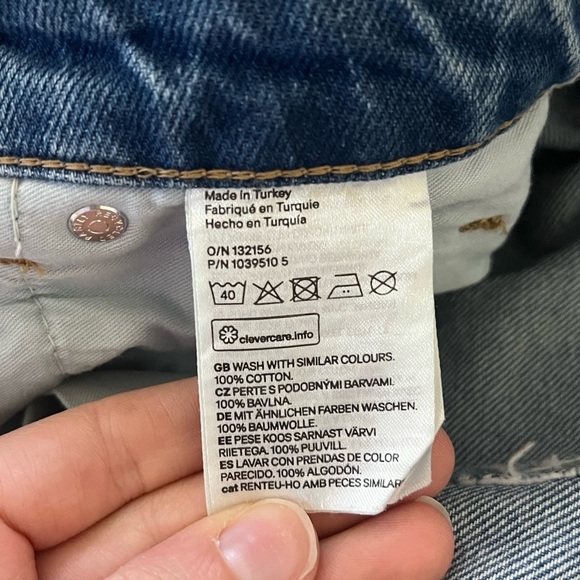 Made in Turkey
Fabriqué en Turquie
Hecho en Turquía
O/N 132156
P/N 1039510 5
40
clevercare.info
GB WASH WITH SIMILAR COLOURS.
100% COTTON.
CZ PERTE S PODOBNÝMI BARVAMI.
100% BAVLNA.
DE MIT ÄHNLICHEN FARBEN WASCHEN.
100% BAUMWOLLE.
EE PESE KOOS SARNAST VÄRVI
RIIETEGA. 100% PUUVILL.
ES LAVAR CON PRENDAS DE COLOR
PARECIDO. 100% ALGODÓN.
cat RENTEU-HO AMB PECES SIMILAR